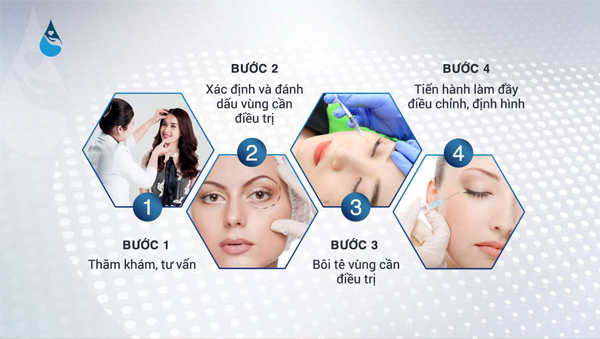 BƯỚC 1
Thăm khám, tư vấn
BƯỚC 2
Xác định và đánh
dấu vùng cần
điều trị
BƯỚC 3
Bôi tê vùng cần
điều trị
BƯỚC 4
Tiến hành làm đầy
điều chỉnh, định hình
1
2
3
4